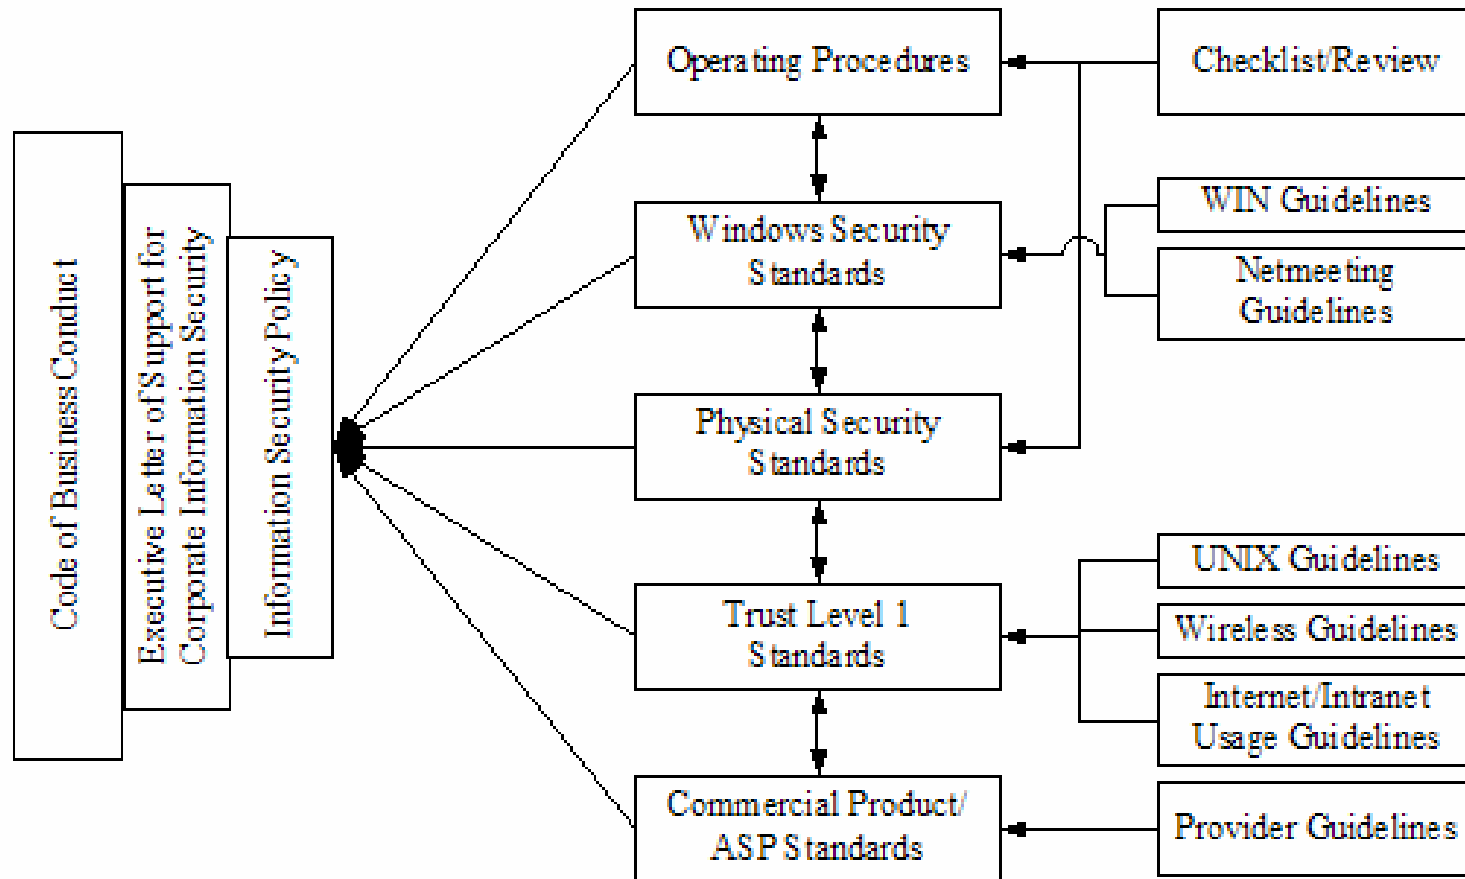 Code of Business Conduct
Executive Letter of Support for
Corporate Information Security
Information Security Policy
Operating Procedures
Windows Security
Standards
Physical Security
Standards
Trust Level 1
Standards
Commercial Product/
ASP Standards
Checklist/Review
WIN Guidelines
Netmeeting
Guidelines
UNIX Guidelines
Wireless Guidelines
Internet/Intranet
Usage Guidelines
Provider Guidelines